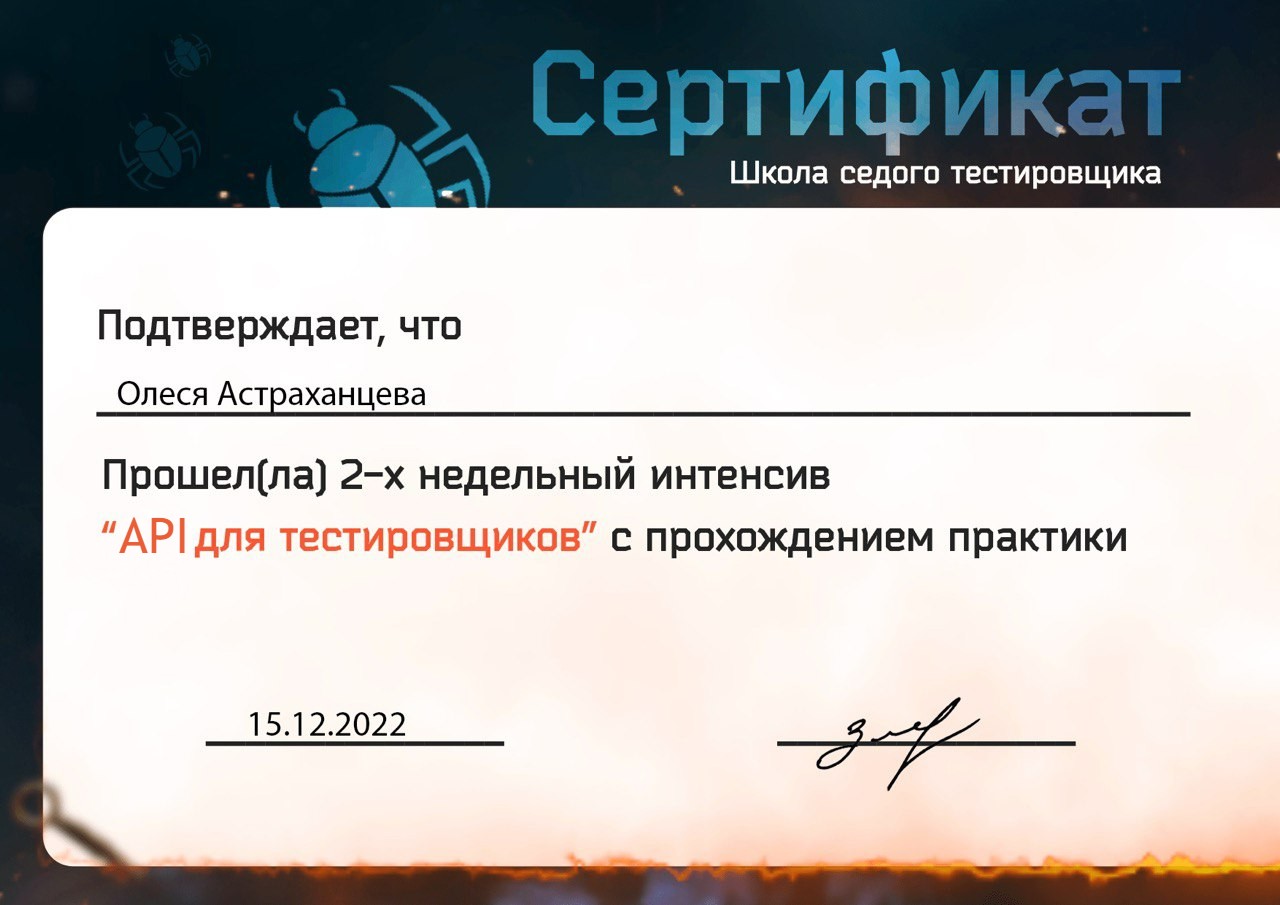 Сертификат
Школа седого тестировщика
Подтверждает, что
Олеся Астраханцева
Прошел(ла) 2-х недельный интенсив
“API для тестировщиков” с прохождением практики
15.12.2022